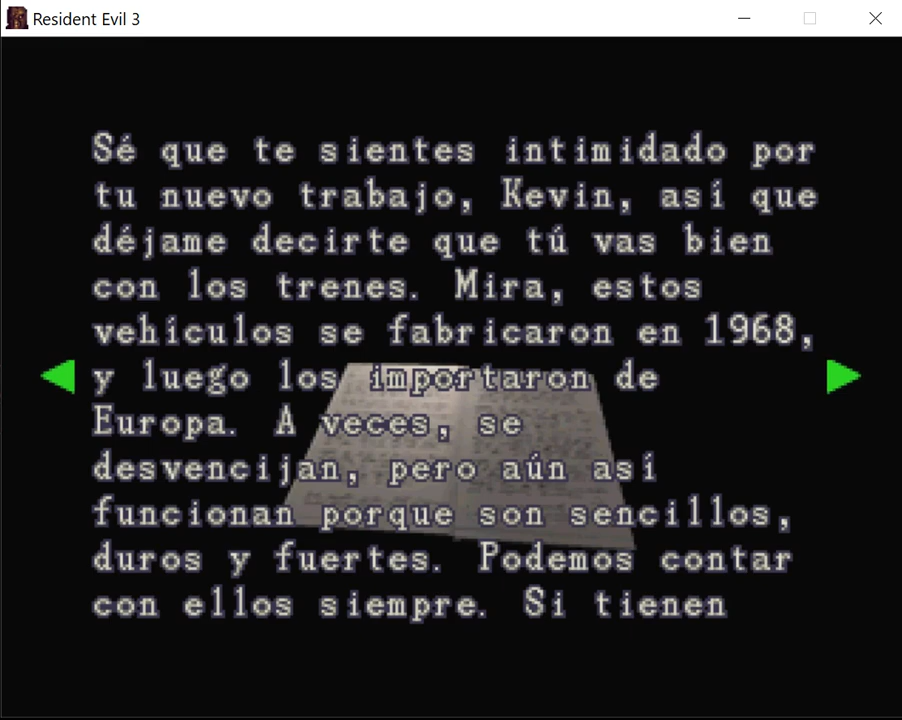 Resident Evil 3
Sé que te sientes intimidado por
tu nuevo trabajo, Kevin, así que
déjame decirte que tú vas bien
con los trenes. Mira, estos
vehículos se fabricaron en 1968,
y luego los importaron de
Europa. A veces, se
desvencijan, pero aún así
funcionan porque son sencillos,
duros y fuertes. Podemos contar
con ellos siempre. Si tienen